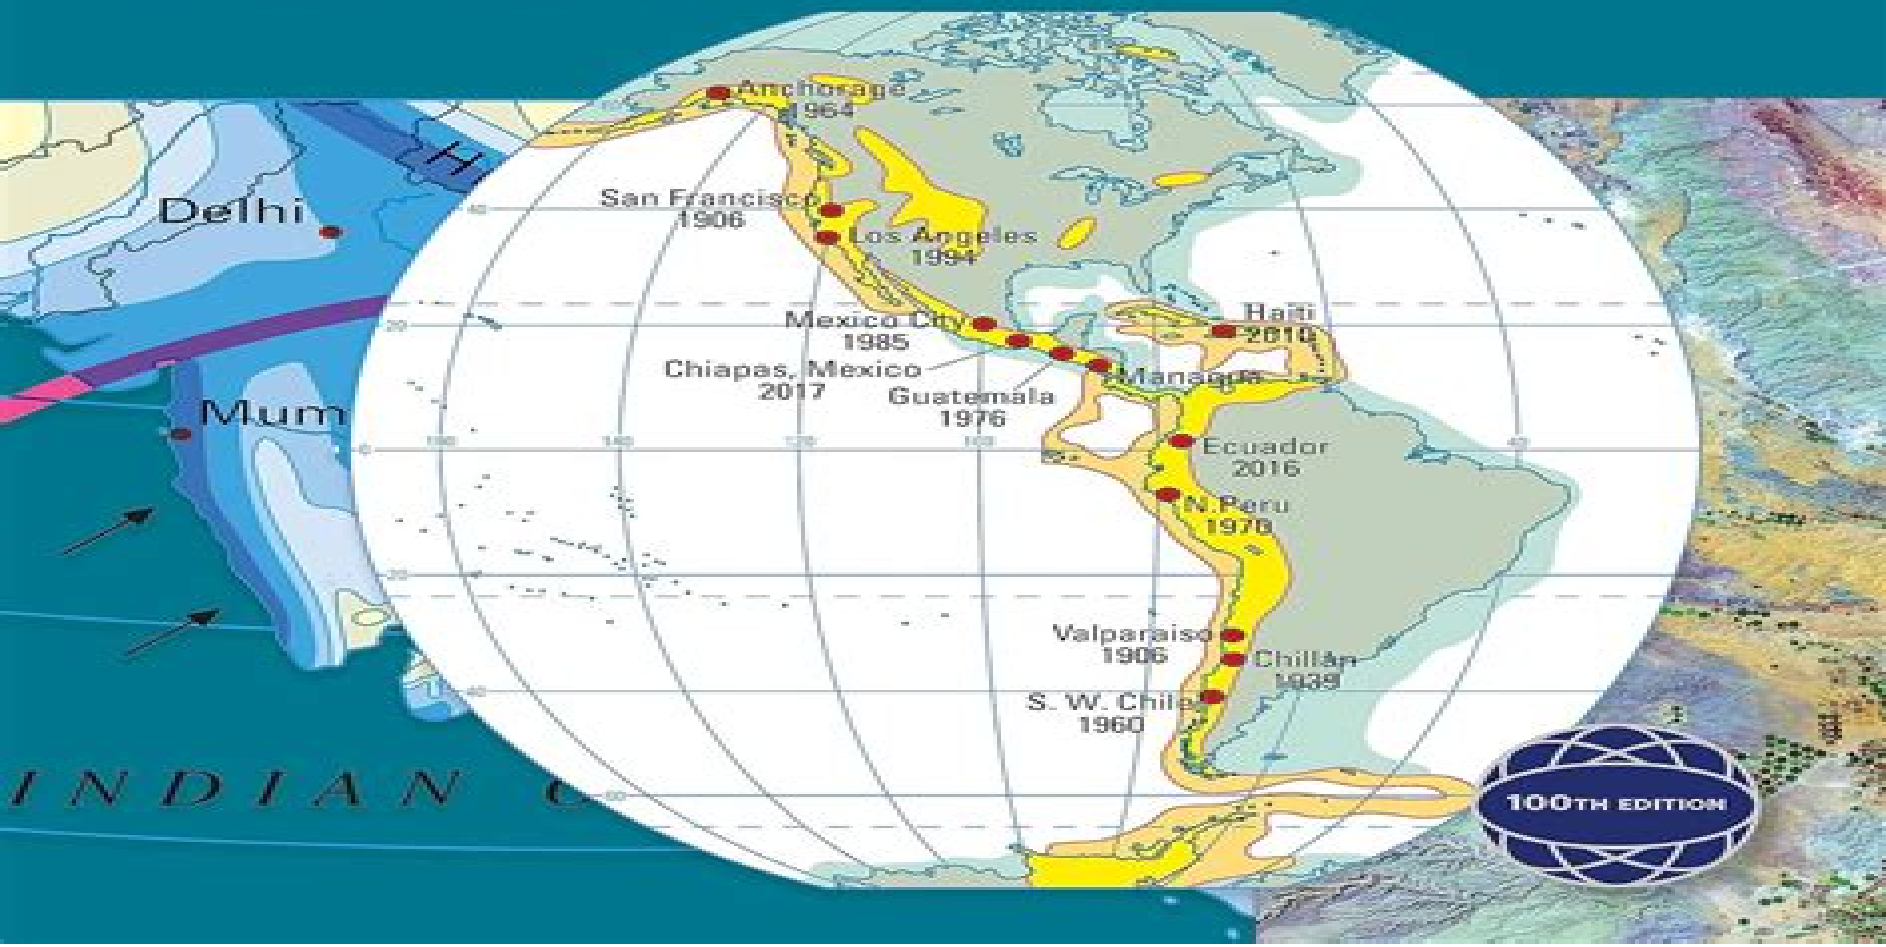 Anchorage
1964
Delhi
H
San Francisco
1906
Los Angeles
1994
Haiti
2010
Mexico City
1985
Chiapas, Mexico
2017
Managua
Guatemala
1976
Mum
Ecuador
2016
N.Peru
1970
Valparaiso
1906
Chillán
1939
S. W. Chile
1960
INDIAN O
100TH EDITION